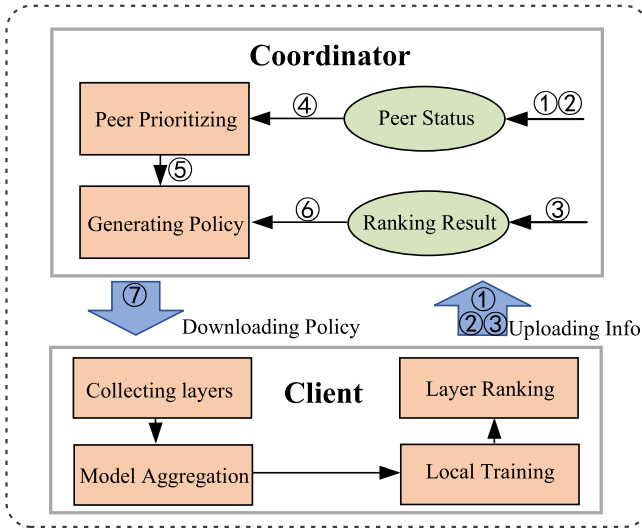 Coordinator
Peer Prioritizing
④
Peer Status
①②
⑤
Generating Policy
⑥
Ranking Result
③
⑦
Downloading Policy
①
②③
Uploading Info
Collecting layers
Client
Layer Ranking
Model Aggregation
Local Training